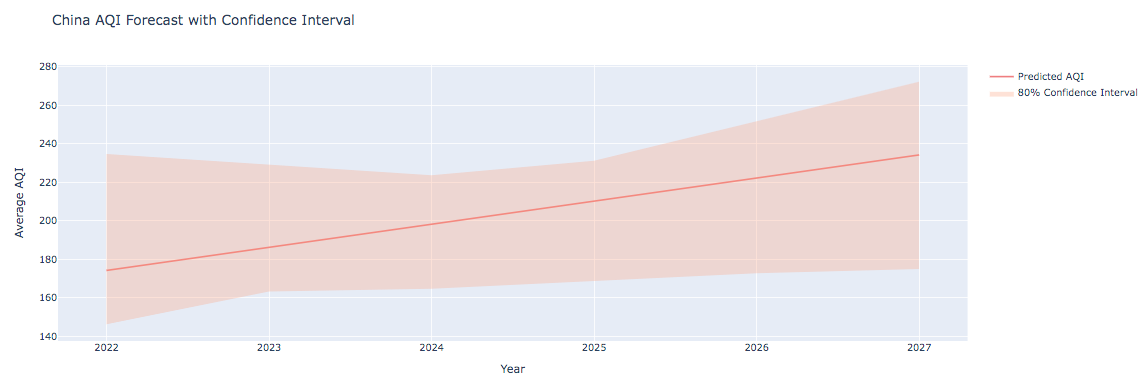 China AQI Forecast with Confidence Interval
280
260
240
220
200
180
160
140
Average AQI
2022
2023
2024
2025
2026
2027
Year
Predicted AQI
80% Confidence Interval